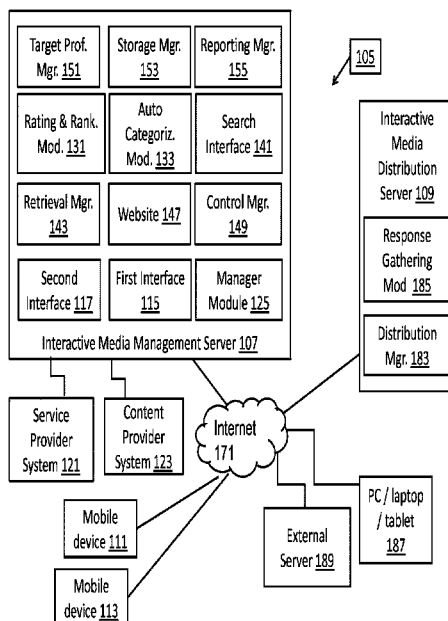 Target Prof.
Mgr. 151
Storage Mgr.
153
Reporting Mgr.
155
105
Rating & Rank.
Mod. 131
Auto
Categoriz.
Mod. 133
Search
Interface 141
Interactive
Media
Distribution
Server 109
Retrieval Mgr.
143
Website 147
Control Mgr.
149
Response
Gathering
Mod 185
Second
Interface 117
First Interface
115
Manager
Module 125
Distribution
Mgr. 183
Interactive Media Management Server 107
Service
Provider
System 121
Content
Provider
System 123
Internet
171
Mobile
device 111
External
Server 189
PC / laptop
/ tablet
187
Mobile
device 113